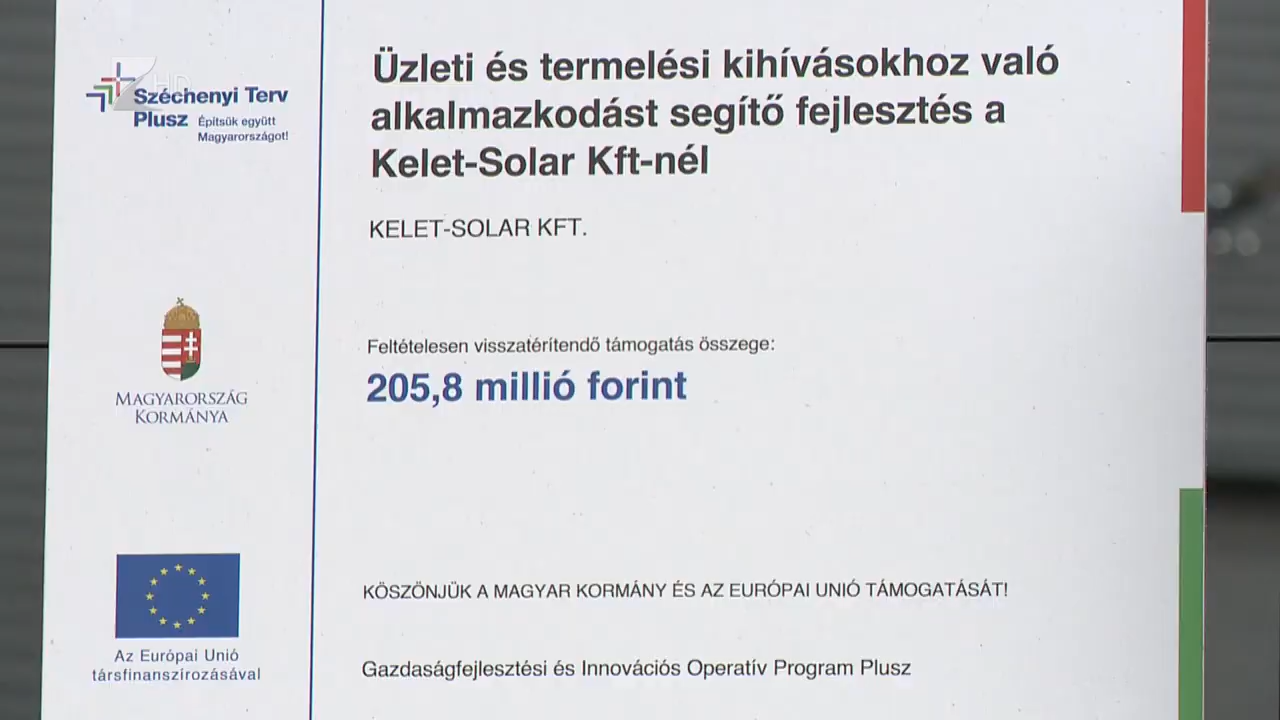 HD
Széchenyi Terv
Plusz Építsük együtt
Magyarországot!
Üzleti és termelési kihívásokhoz való
alkalmazkodást segítő fejlesztés a
Kelet-Solar Kft-nél
KELET-SOLAR KFT.
MAGYARORSZÁG
KORMÁNYA
Feltételesen visszatérítendő támogatás összege:
205,8 millió forint
Az Európai Unió
társfinanszírozásával
KÖSZÖNJÜK A MAGYAR KORMÁNY ÉS AZ EURÓPAI UNIÓ TÁMOGATÁSÁT!
Gazdaságfejlesztési és Innovációs Operatív Program Plusz